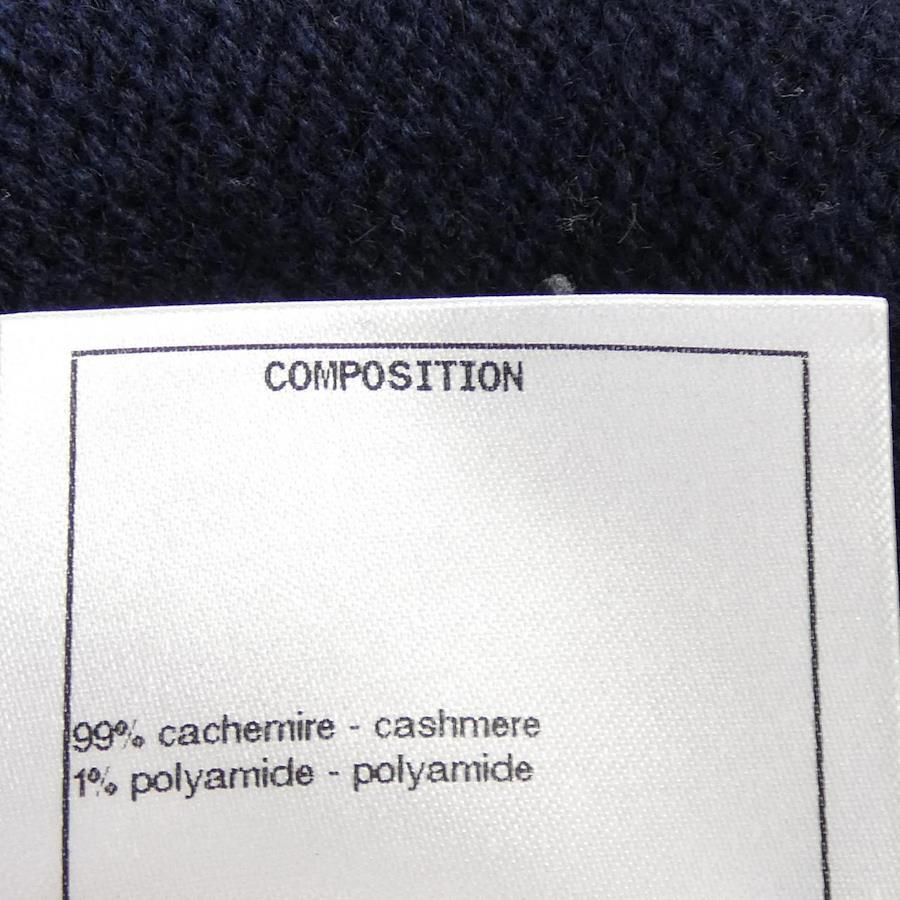 COMPOSITION
99% cachemire - cashmere
1% polyamide - polyamide